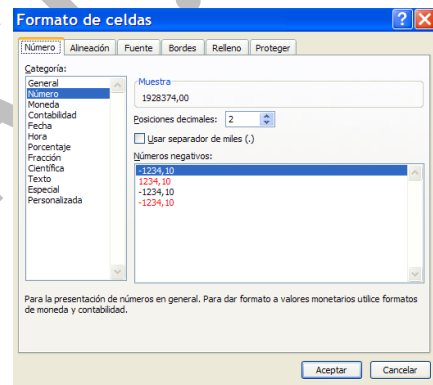 Formato de celdas
Número Alineación Fuente Bordes Relleno Proteger
Categoría:
General
Número
Moneda
Contabilidad
Fecha
Hora
Porcentaje
Fracción
Científica
Texto
Especial
Personalizada
Muestra
1928374,00
Posiciones decimales: 2
Usar separador de miles (.)
Números negativos:
-1234,10
1234,10
-1234,10
-1234,10
Para la presentación de números en general. Para dar formato a valores monetarios utilice formatos
de moneda y contabilidad.
Aceptar Cancelar